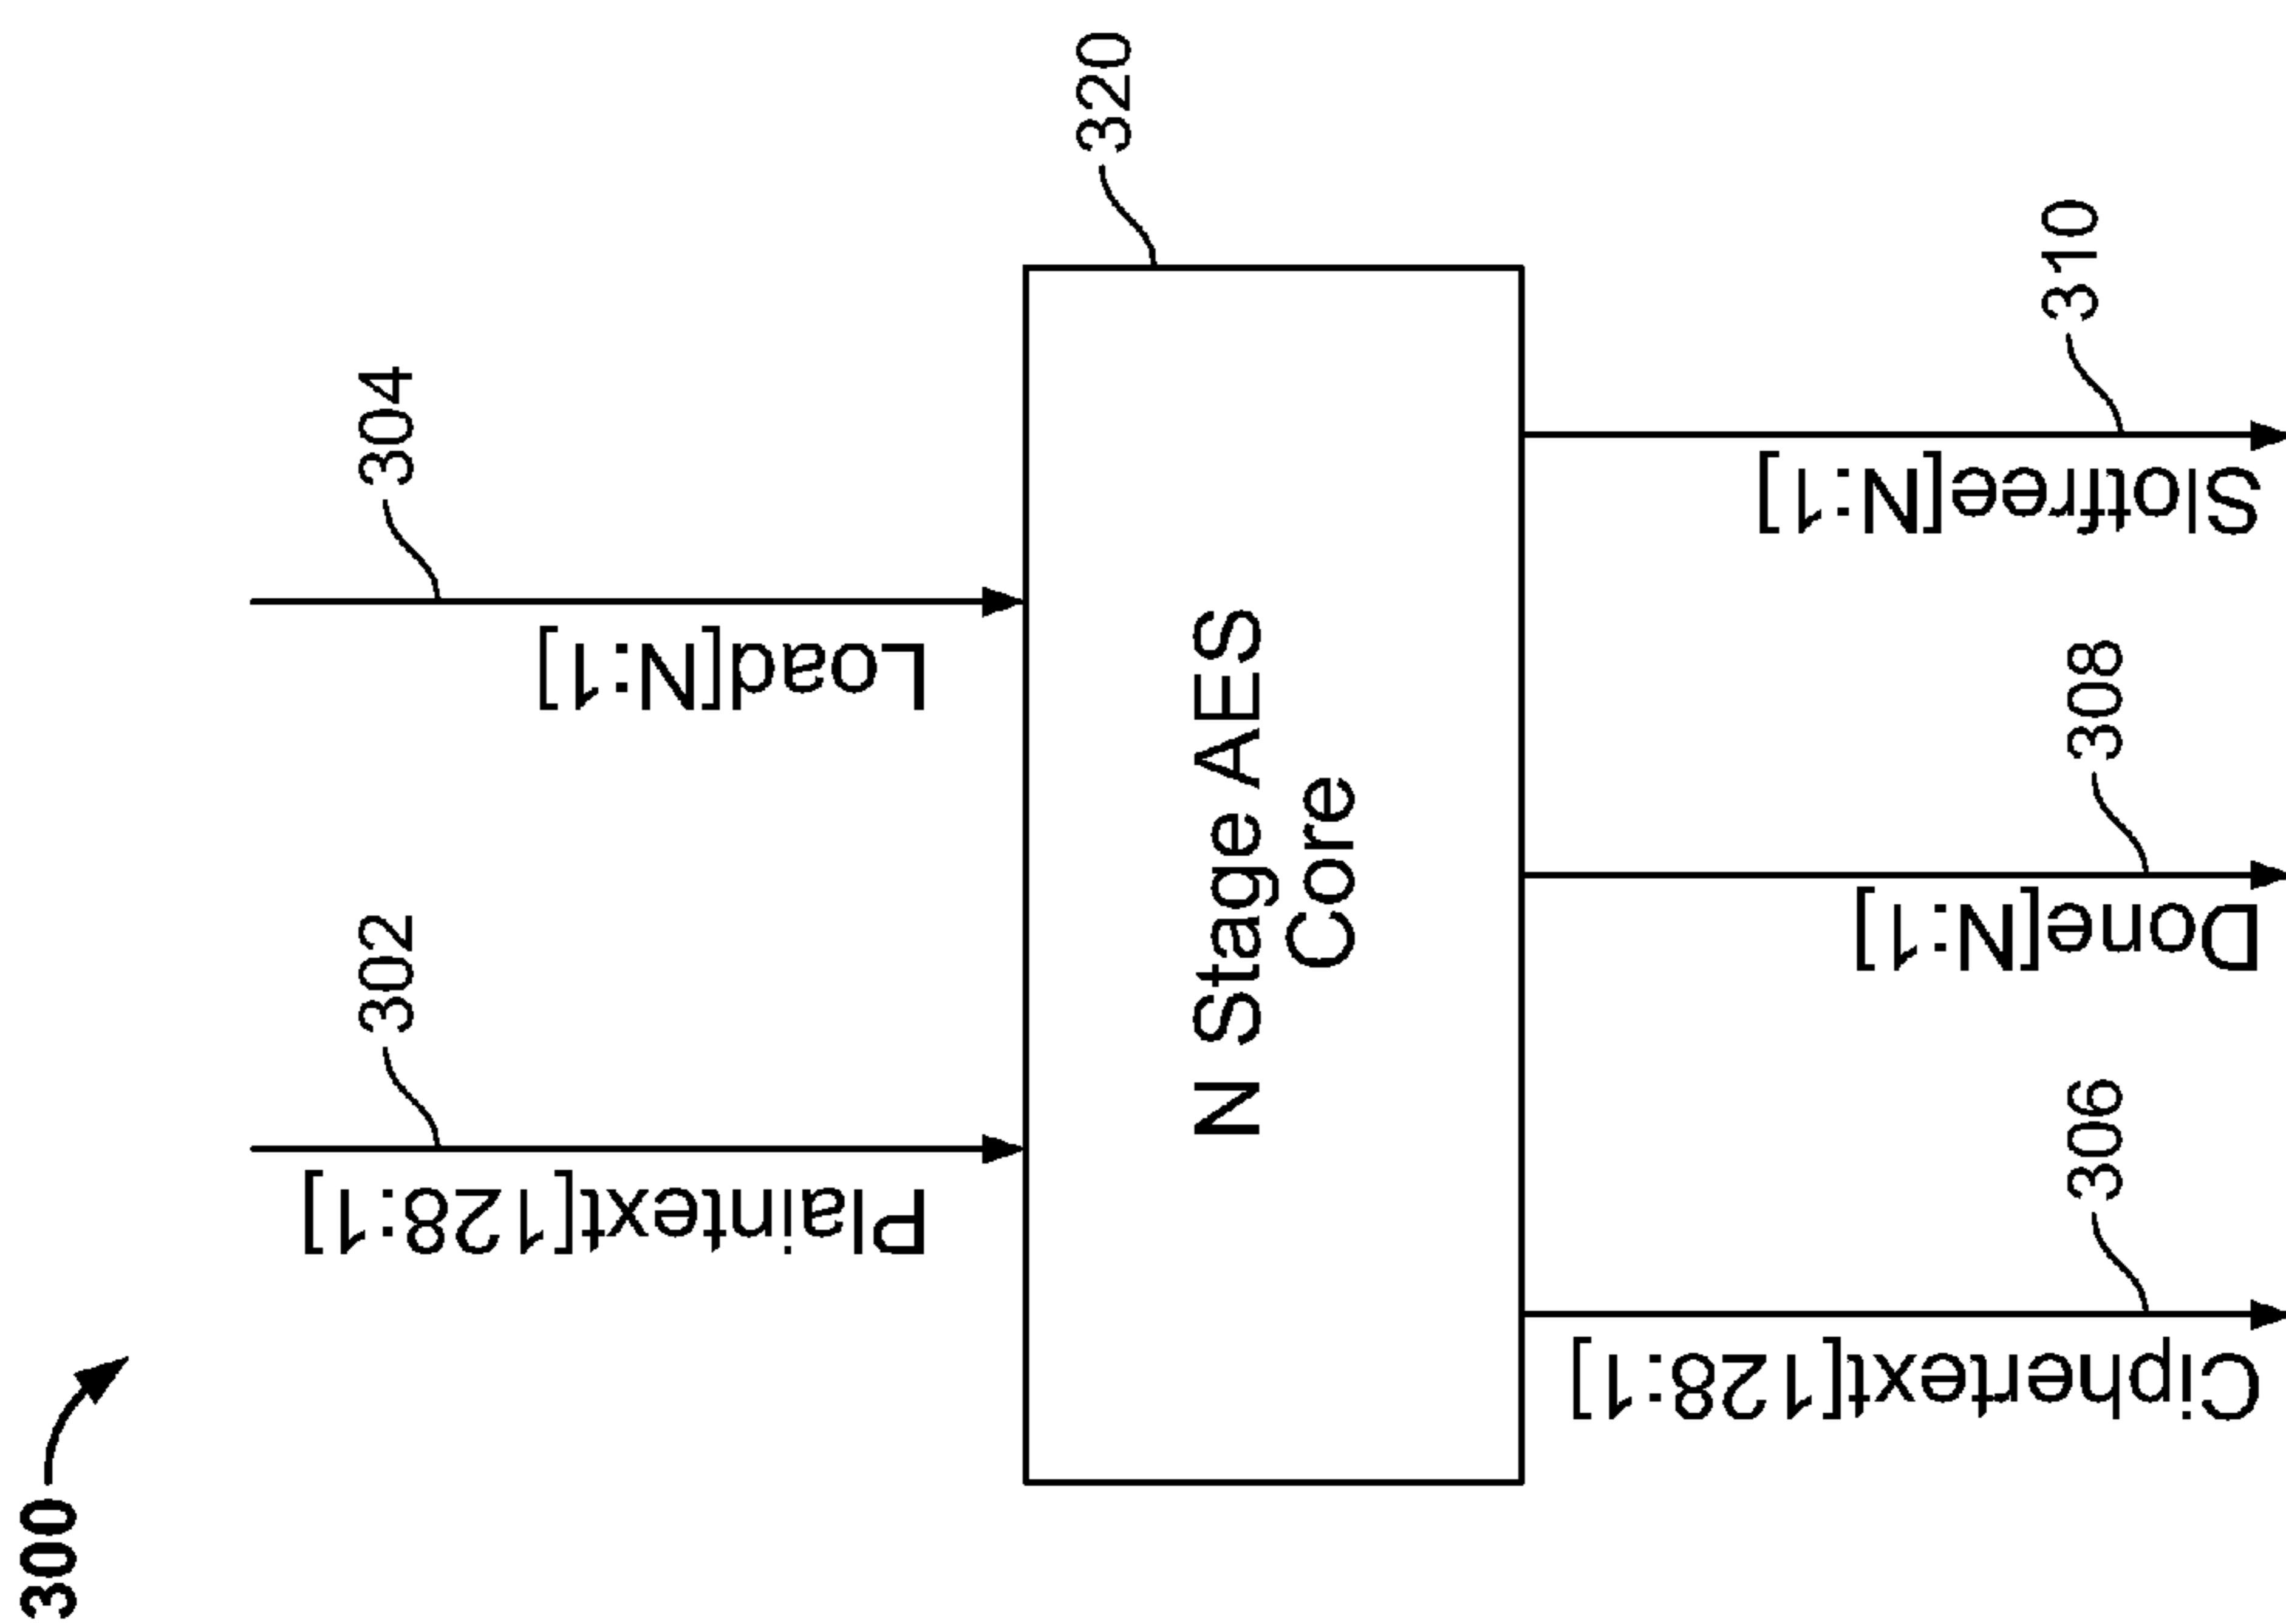 300
302
304
Plaintext[128:1]
Load[N:1]
320
N Stage AES
Core
306
308
310
Ciphertext[128:1]
Done[N:1]
Slotfree[N:1]